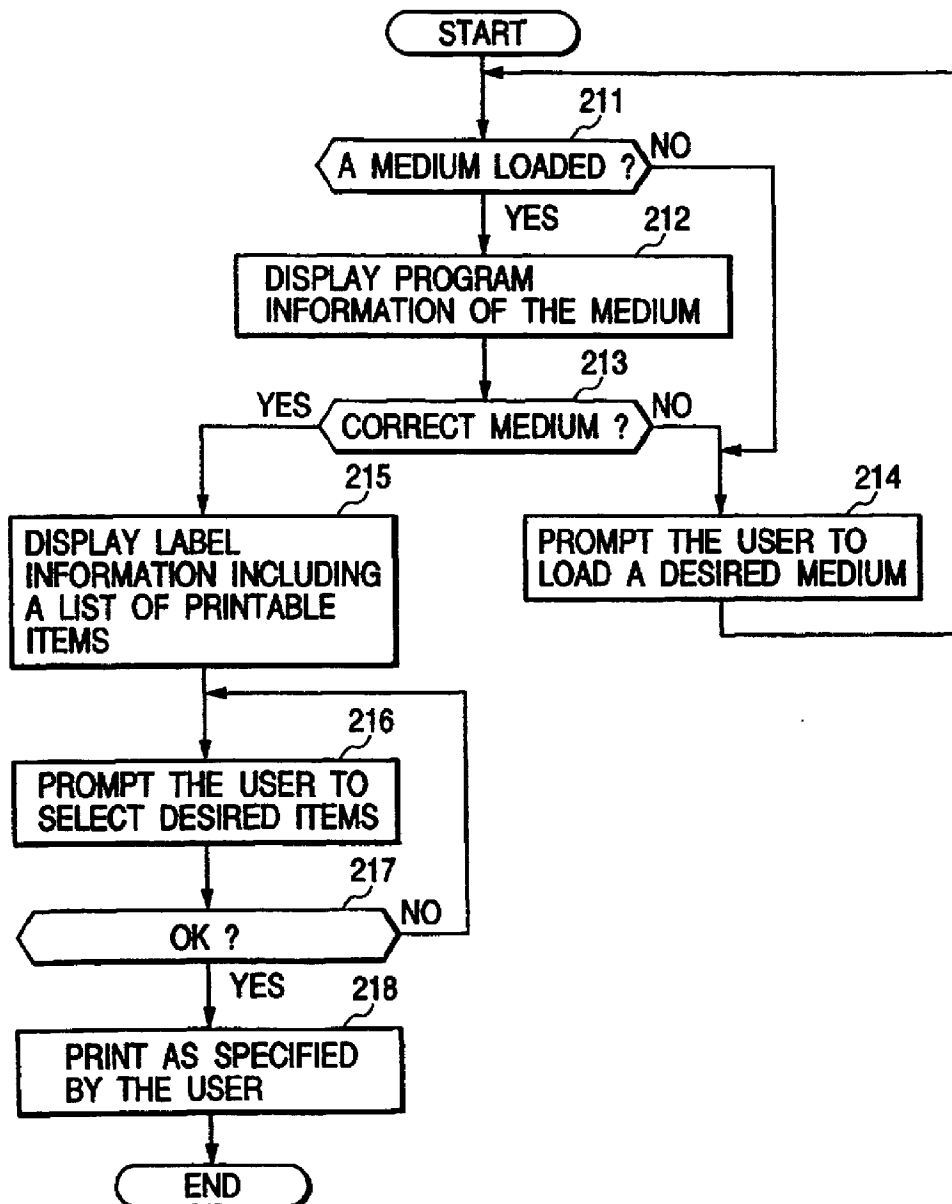 START
211
A MEDIUM LOADED ?
NO
YES
212
DISPLAY PROGRAM
INFORMATION OF THE MEDIUM
213
YES
CORRECT MEDIUM ?
NO
215
DISPLAY LABEL
INFORMATION INCLUDING
A LIST OF PRINTABLE
ITEMS
214
PROMPT THE USER TO
LOAD A DESIRED MEDIUM
216
PROMPT THE USER TO
SELECT DESIRED ITEMS
217
OK ?
NO
YES
218
PRINT AS SPECIFIED
BY THE USER
END